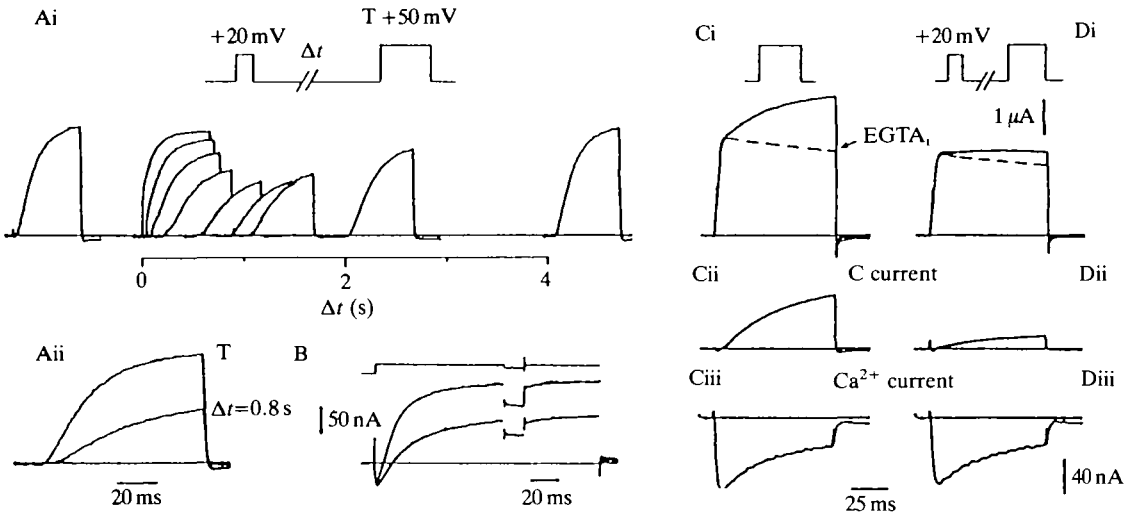 Ai
+20 mV
Δt
T +50 mV
0
2
4
Δt (s)
Aii
T
Δt=0.8 s
20 ms
B
50 nA
20 ms
Ci
+20 mV
Di
1 μA
EGTAi
Cii
C current
Dii
Ciii
Ca²⁺ current
Diii
25 ms
40 nA